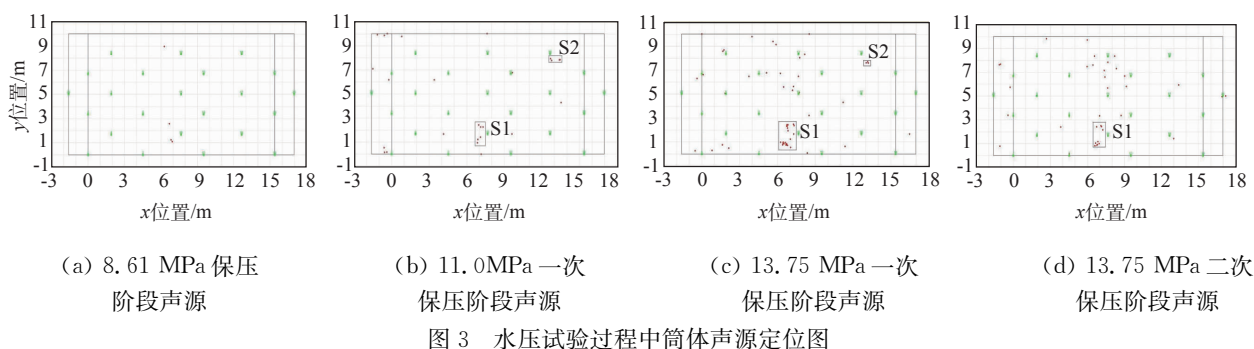 11
9
7
5
3
1
-1
y位置/m
-3 0 3 6 9 12 15 18
x位置/m
(a) 8.61 MPa 保压
阶段声源
11
9
7
5
3
1
-1
S2
S1
-3 0 3 6 9 12 15 18
x位置/m
(b) 11.0MPa 一次
保压阶段声源
11
9
7
5
3
1
-1
S2
S1
-3 0 3 6 9 12 15 18
x位置/m
(c) 13.75 MPa 一次
保压阶段声源
11
9
7
5
3
1
-1
S1
-3 0 3 6 9 12 15 18
x位置/m
(d) 13.75 MPa 二次
保压阶段声源
图 3 水压试验过程中筒体声源定位图